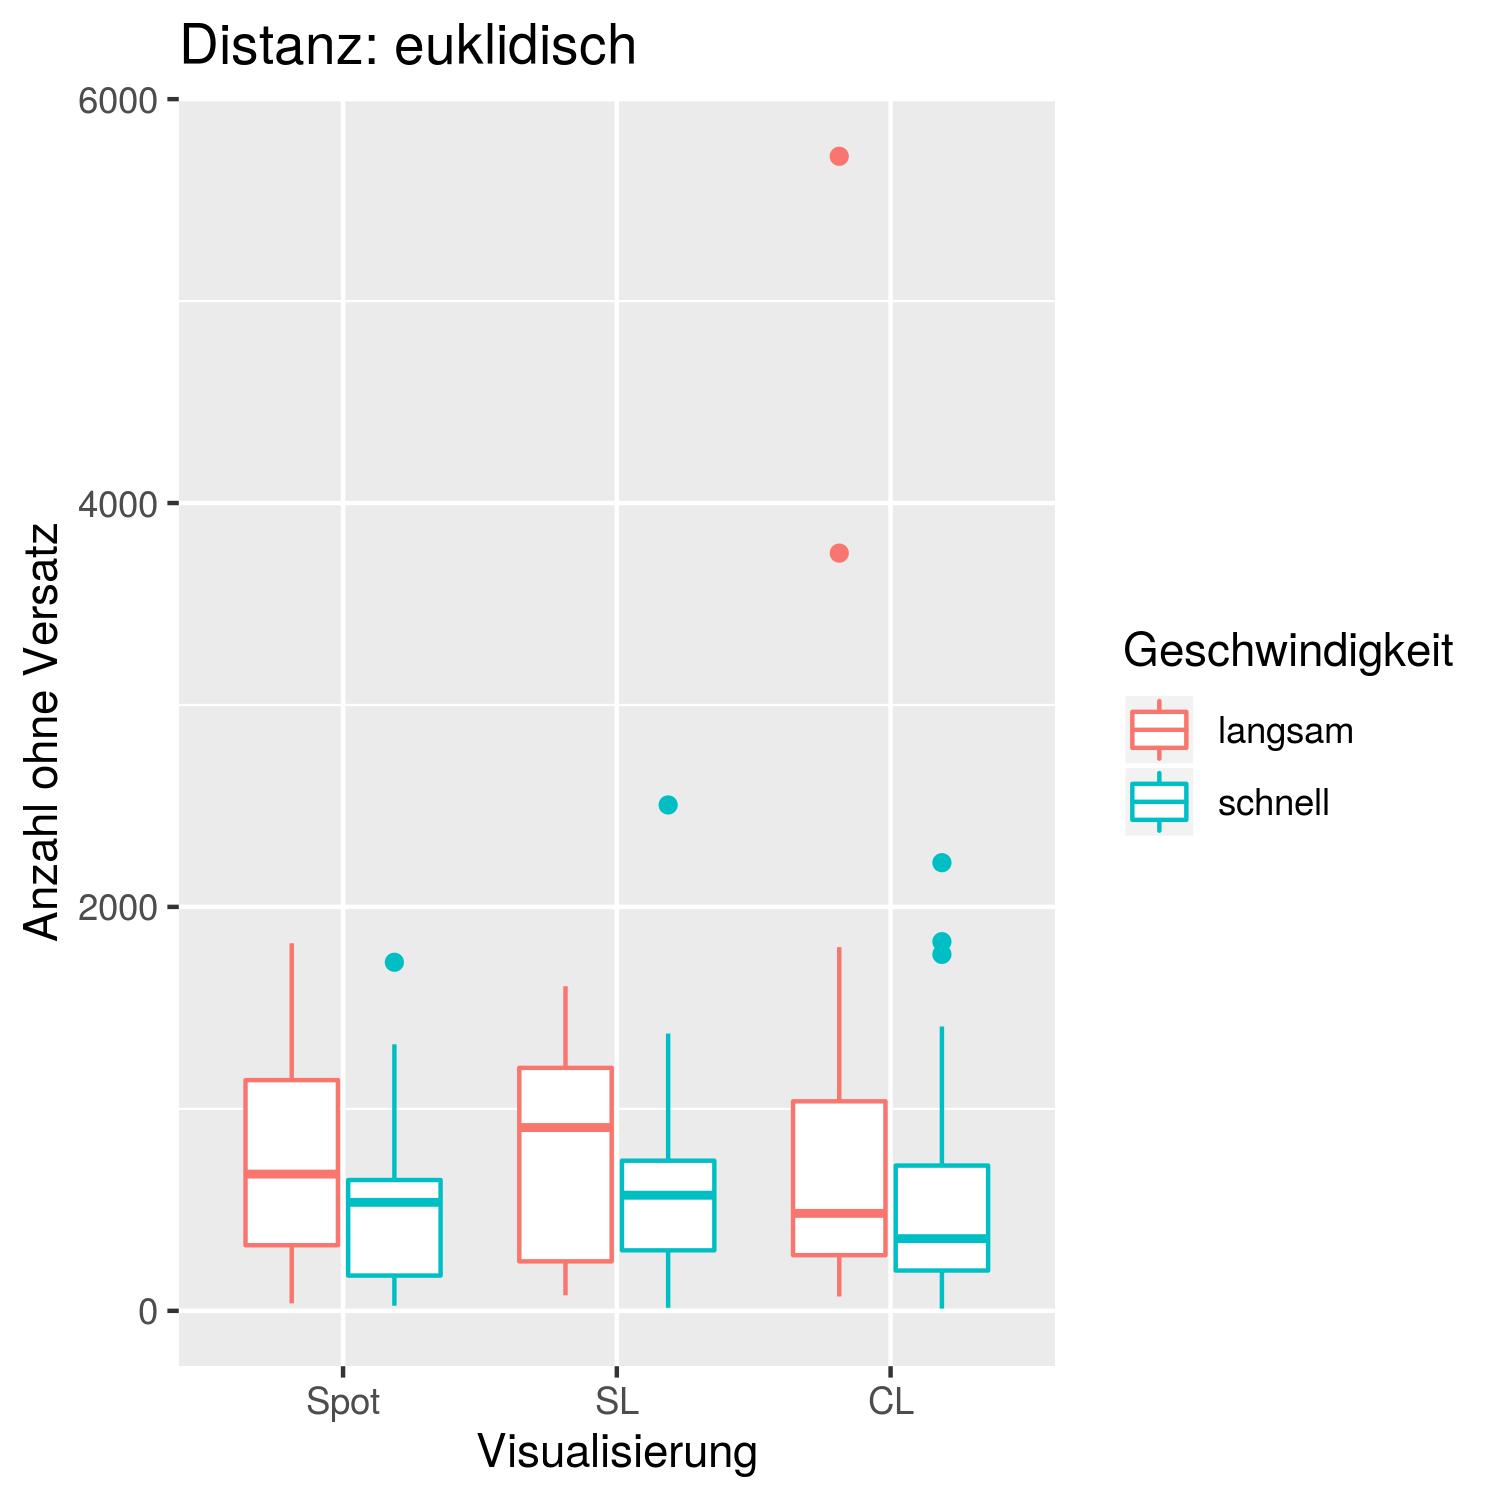 Distanz: euklidisch
Anzahl ohne Versatz
6000
4000
2000
0
Spot SL CL
Visualisierung
Geschwindigkeit
langsam
schnell